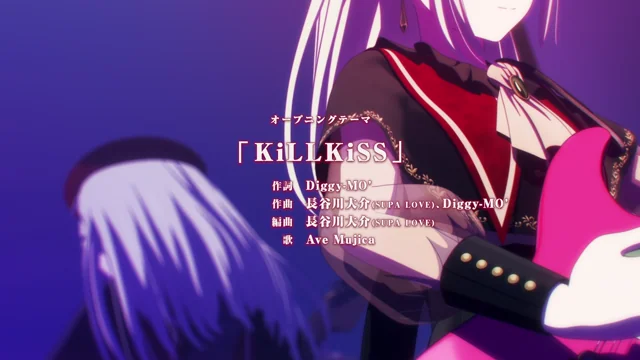 オープニングテーマ
「KiLLKiSS」
作詞 Diggy-MO'
作曲 長谷川大介(SUPA LOVE)、Diggy-MO'
編曲 長谷川大介(SUPA LOVE)
歌 Ave Mujica